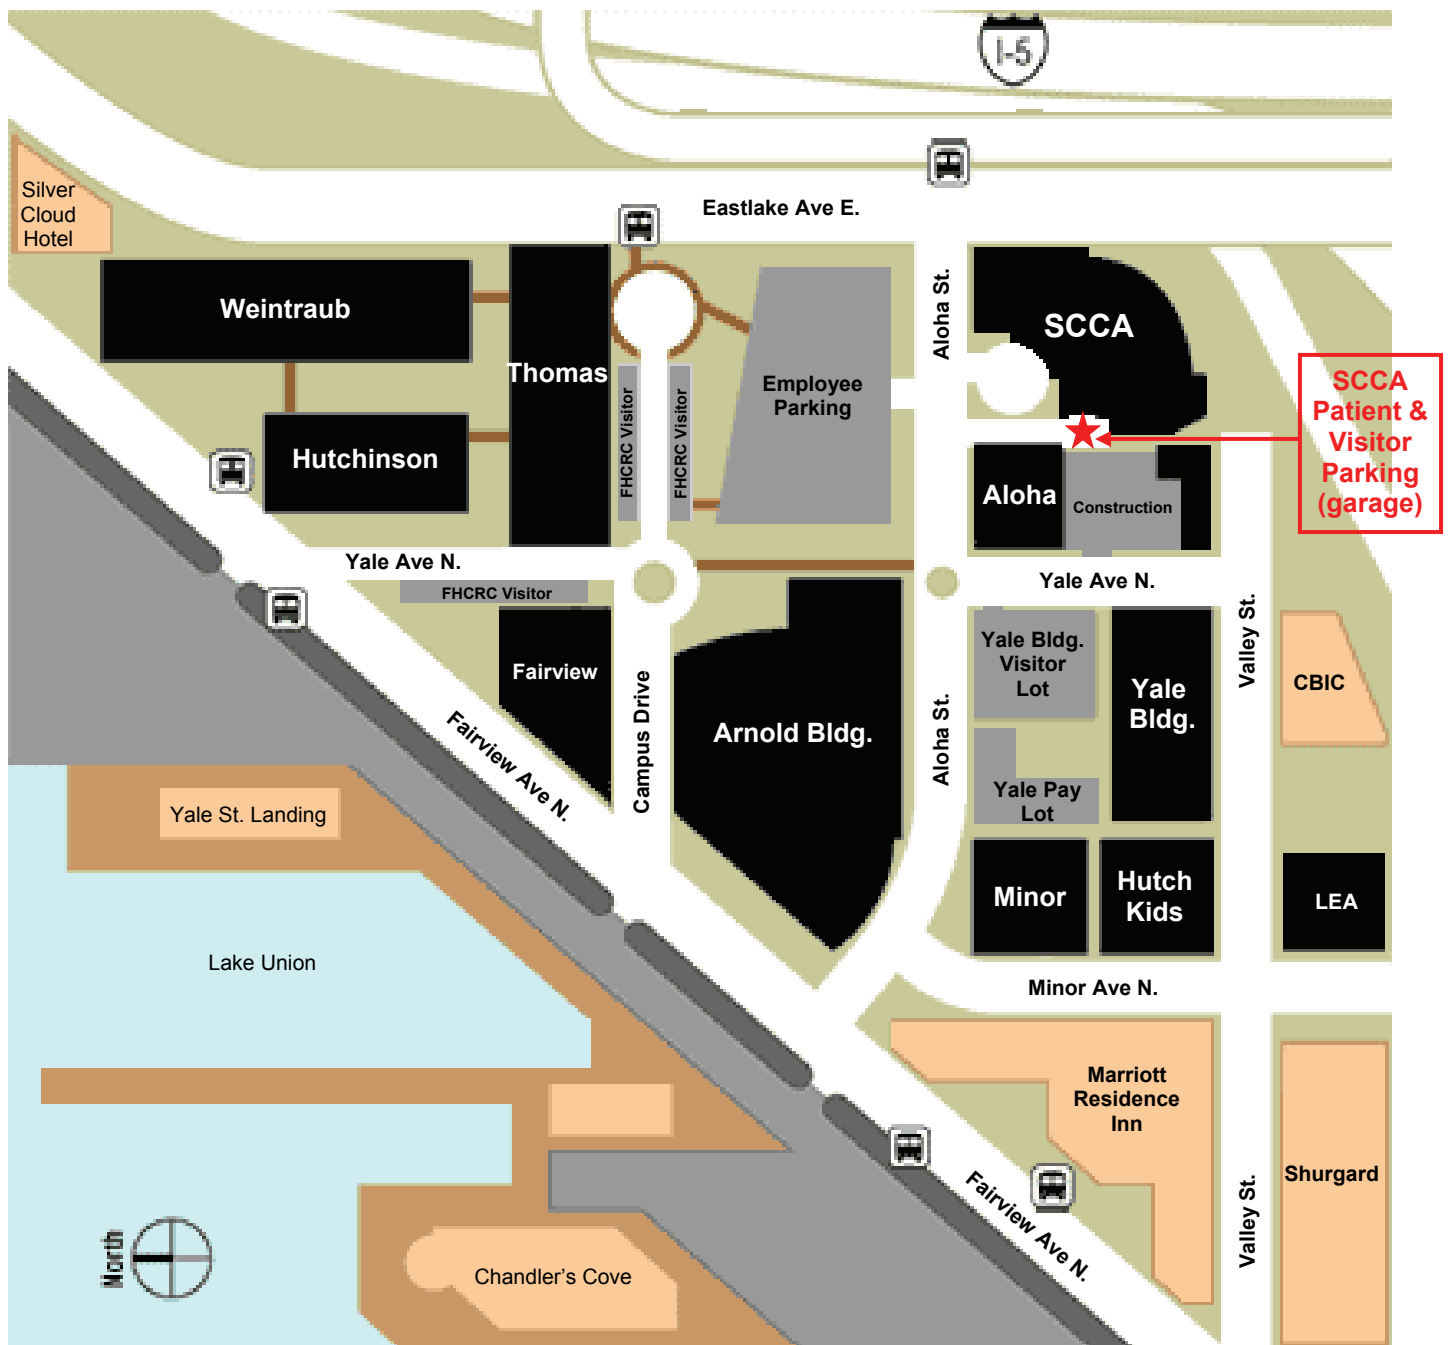 I-5
Eastlake Ave E.
Silver
Cloud
Hotel
Weintraub
Thomas
Hutchinson
FHCRC Visitor
FHCRC Visitor
Employee
Parking
Aloha St.
SCCA
SCCA
Patient &
Visitor
Parking
(garage)
Aloha
Construction
Yale Ave N.
Yale Ave N.
FHCRC Visitor
Fairview
Campus Drive
Arnold Bldg.
Aloha St.
Yale Bldg.
Visitor
Lot
Yale
Bldg.
Valley St.
CBIC
Yale Pay
Lot
Fairview Ave N.
Yale St. Landing
Minor
Hutch
Kids
LEA
Lake Union
Minor Ave N.
Marriott
Residence
Inn
Shurgard
Fairview Ave N.
Valley St.
North
Chandler's Cove